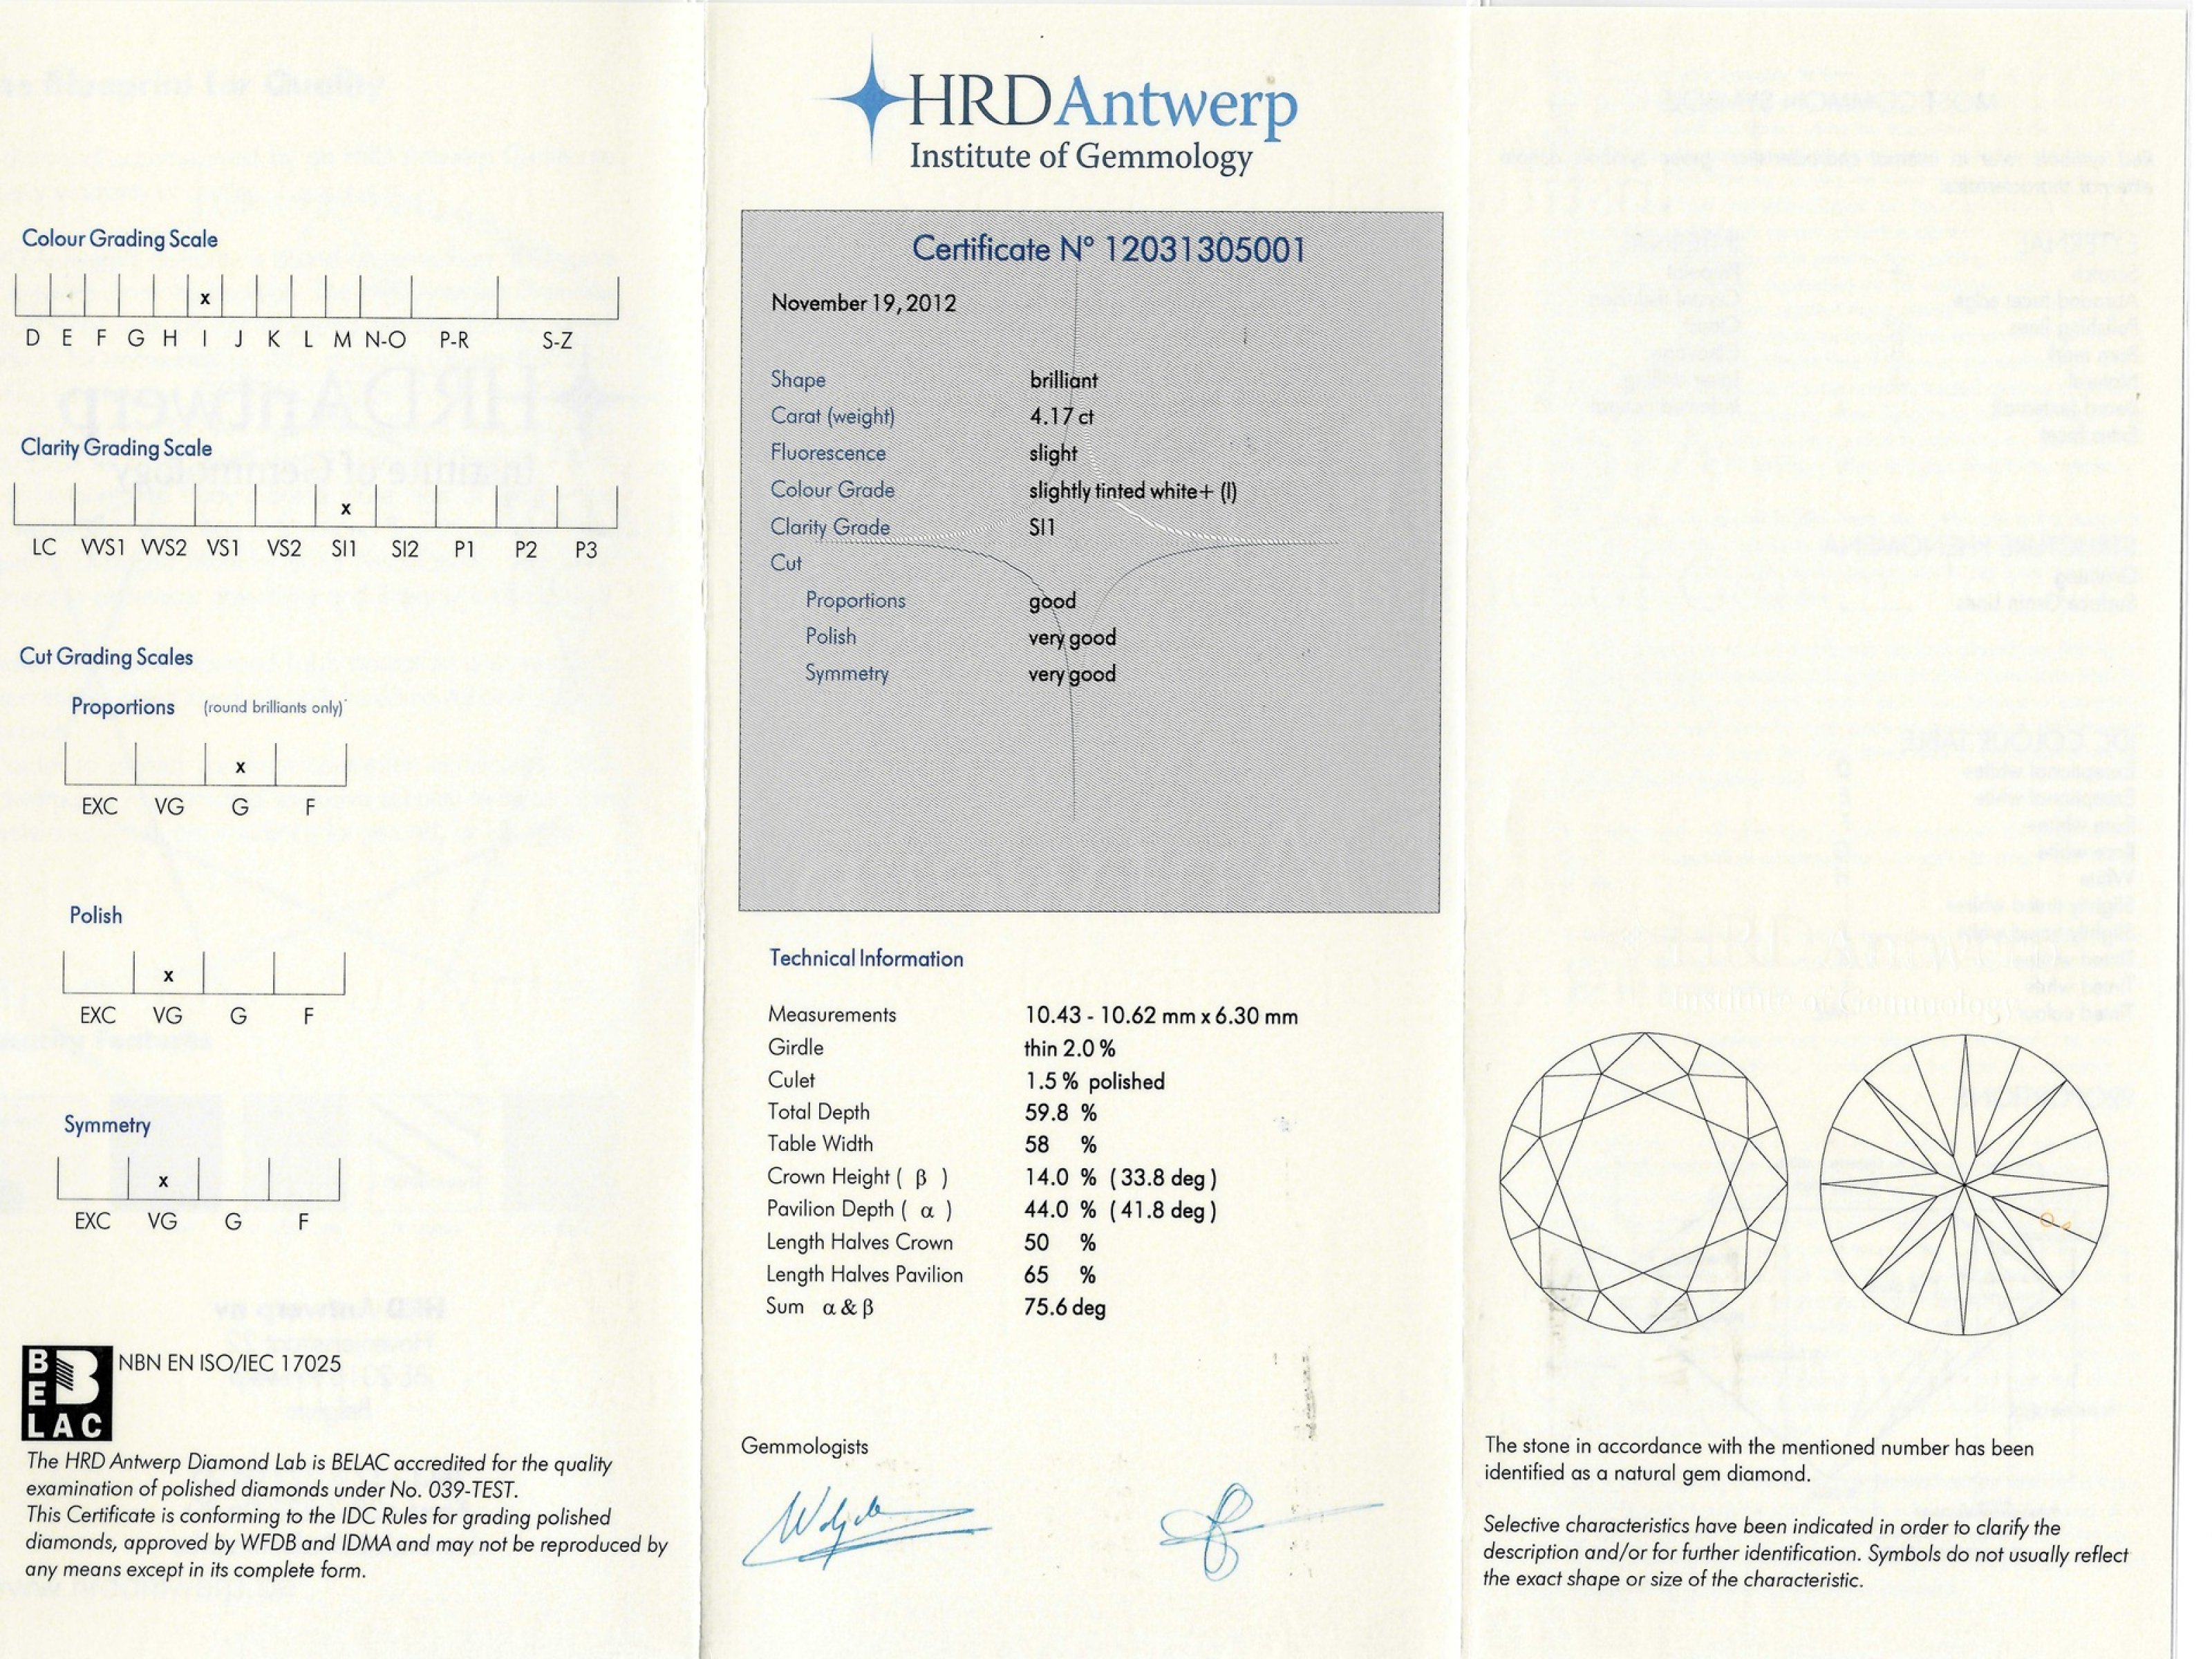 Colour Grading Scale
x
D E F G H I J K L M N-O P-R S-Z
Clarity Grading Scale
x
LC VVS1 VVS2 VS1 VS2 SI1 SI2 P1 P2 P3
Cut Grading Scales
Proportions (round brilliants only)
x
EXC VG G F
Polish
x
EXC VG G F
Symmetry
x
EXC VG G F
BELAC
NBN EN ISO/IEC 17025
The HRD Antwerp Diamond Lab is BELAC accredited for the quality
examination of polished diamonds under No. 039-TEST.
This Certificate is conforming to the IDC Rules for grading polished
diamonds, approved by WFDB and IDMA and may not be reproduced by
any means except in its complete form.
HRDAntwerp
Institute of Gemmology
Certificate N° 12031305001
November 19, 2012
Shape brilliant
Carat (weight) 4.17 ct
Fluorescence slight
Colour Grade slightly tinted white+ (I)
Clarity Grade SI1
Cut
Proportions good
Polish very good
Symmetry very good
Technical Information
Measurements 10.43 - 10.62 mm x 6.30 mm
Girdle thin 2.0 %
Culet 1.5 % polished
Total Depth 59.8 %
Table Width 58 %
Crown Height ( β ) 14.0 % ( 33.8 deg )
Pavilion Depth ( α ) 44.0 % ( 41.8 deg )
Length Halves Crown 50 %
Length Halves Pavilion 65 %
Sum α & β 75.6 deg
Gemmologists
Institute of Gemmology
The stone in accordance with the mentioned number has been
identified as a natural gem diamond.
Selective characteristics have been indicated in order to clarify the
description and/or for further identification. Symbols do not usually reflect
the exact shape or size of the characteristic.